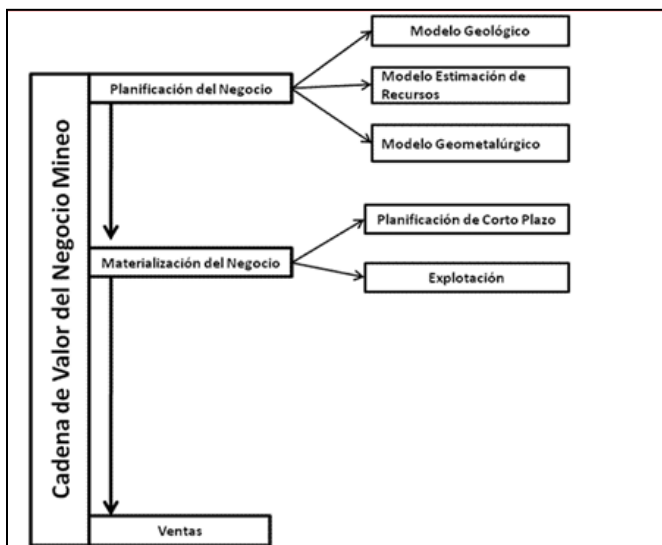 Cadena de Valor del Negocio Mineo
Planificación del Negocio
Modelo Geológico
Modelo Estimación de
Recursos
Modelo Geometalúrgico
Materialización del Negocio
Planificación de Corto Plazo
Explotación
Ventas